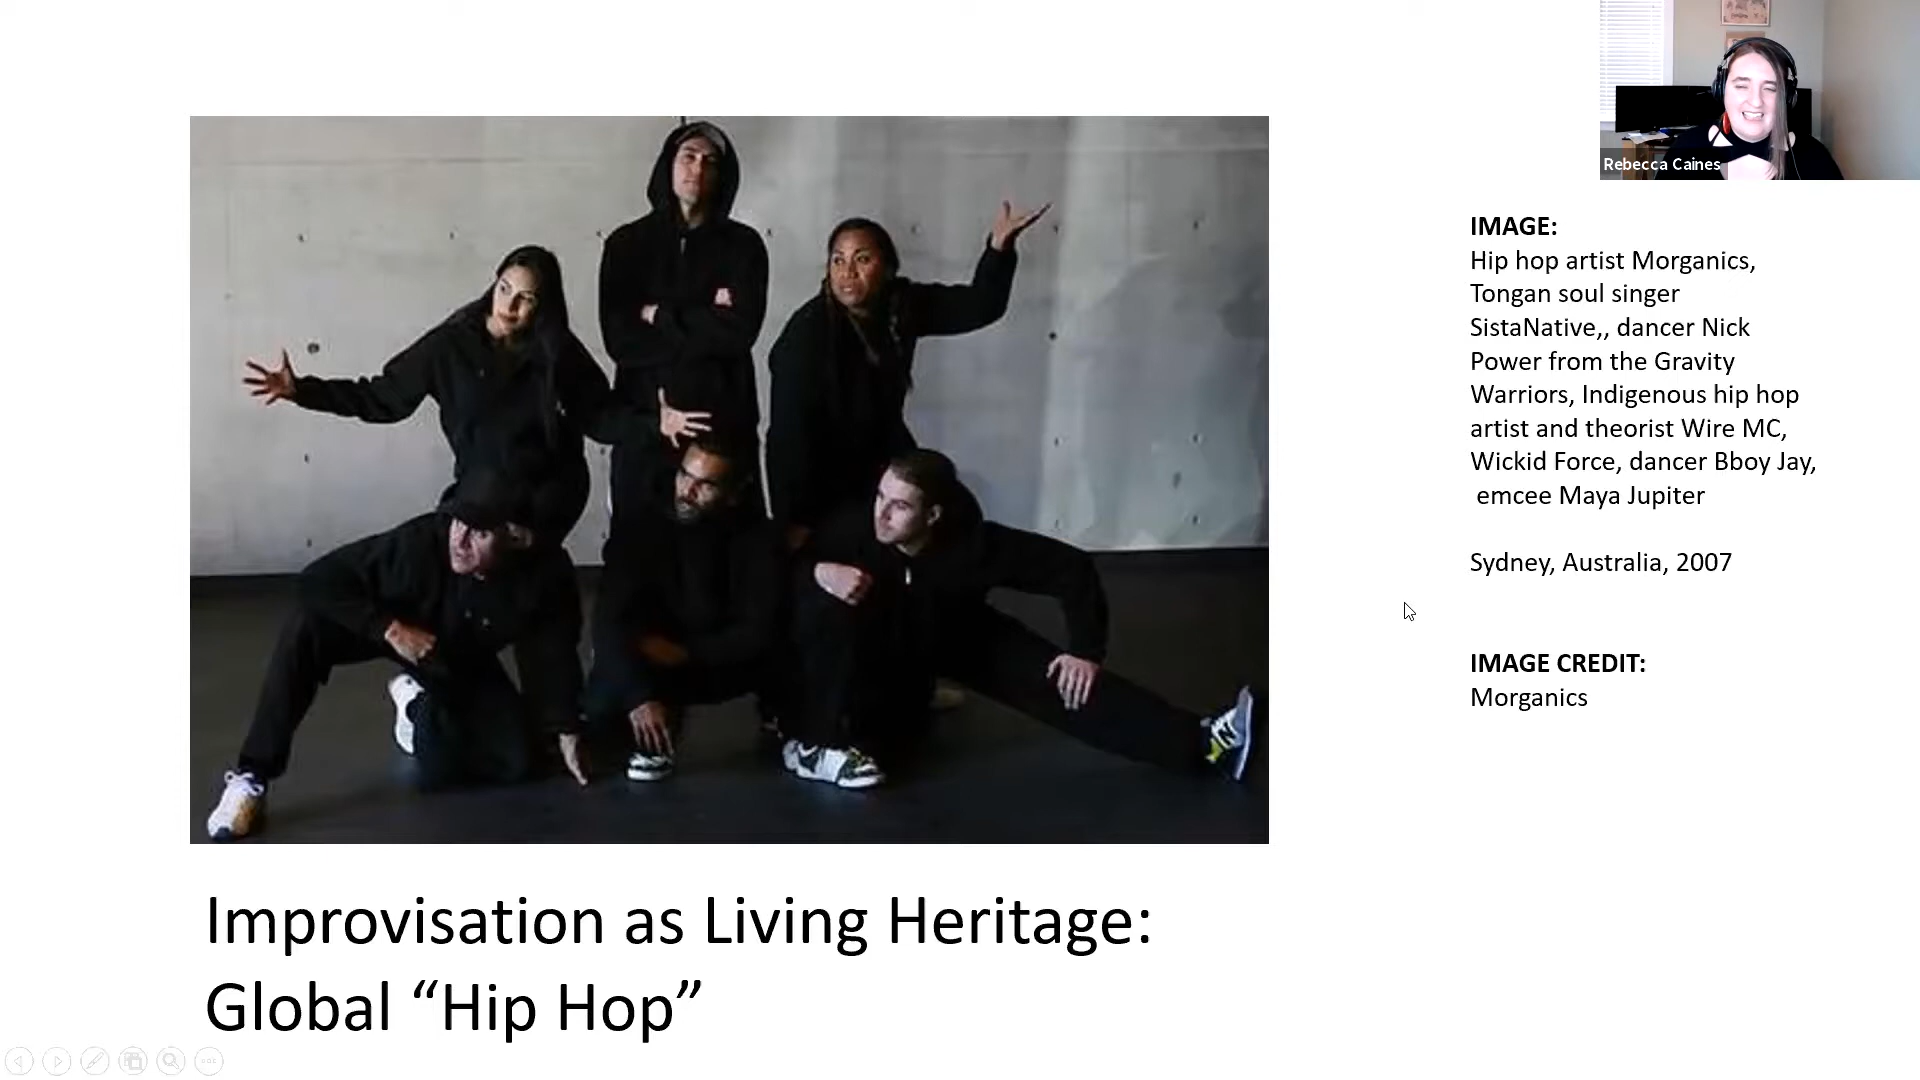 Rebecca Caines
IMAGE:
Hip hop artist Morganics,
Tongan soul singer
SistaNative,, dancer Nick
Power from the Gravity
Warriors, Indigenous hip hop
artist and theorist Wire MC,
Wickid Force, dancer Bboy Jay,
emcee Maya Jupiter
Sydney, Australia, 2007
IMAGE CREDIT:
Morganics
Improvisation as Living Heritage:
Global “Hip Hop”